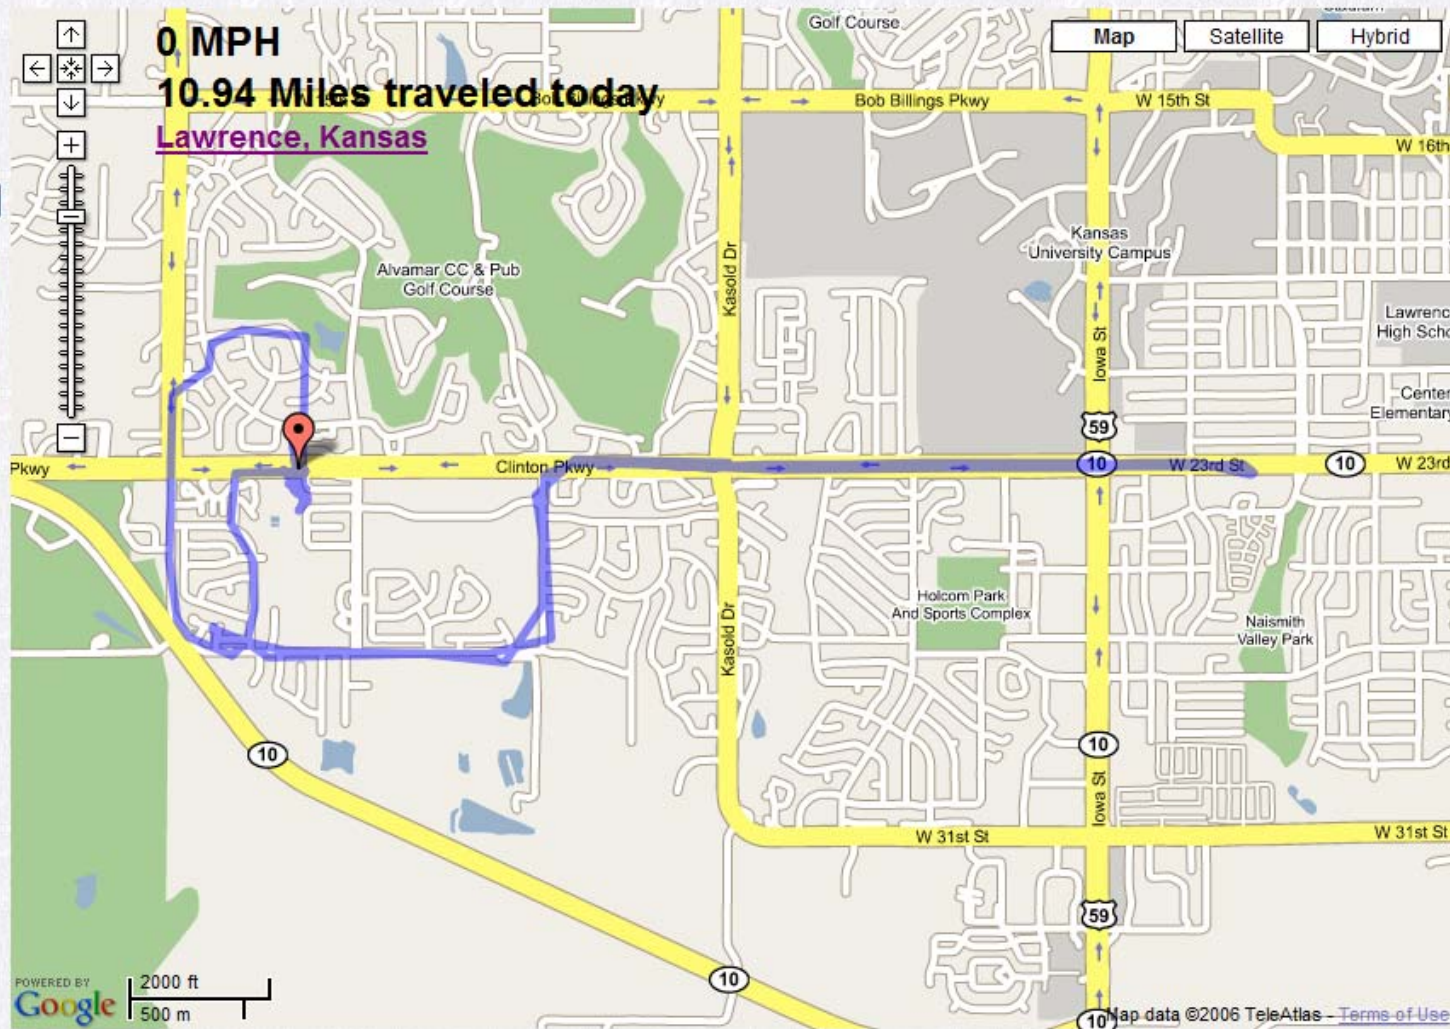 0 MPH
10.94 Miles traveled today
Lawrence, Kansas
Golf Course
Map
Satellite
Hybrid
Bob Billings Pkwy
Bob Billings Pkwy
W 15th St
W 16th
Kasold Dr
Kansas
University Campus
Alvamar CC & Pub
Golf Course
Lawrenc
High Scho
Iowa St
Center
Elementary
59
Pkwy
Clinton Pkwy
10
W 23rd St
10
W 23rd
Holcom Park
And Sports Complex
Naismith
Valley Park
Kasold Dr
10
10
Iowa St
W 31st St
W 31st St
59
10
POWERED BY
Google
2000 ft
500 m
10
Map data ©2006 TeleAtlas - Terms of Use